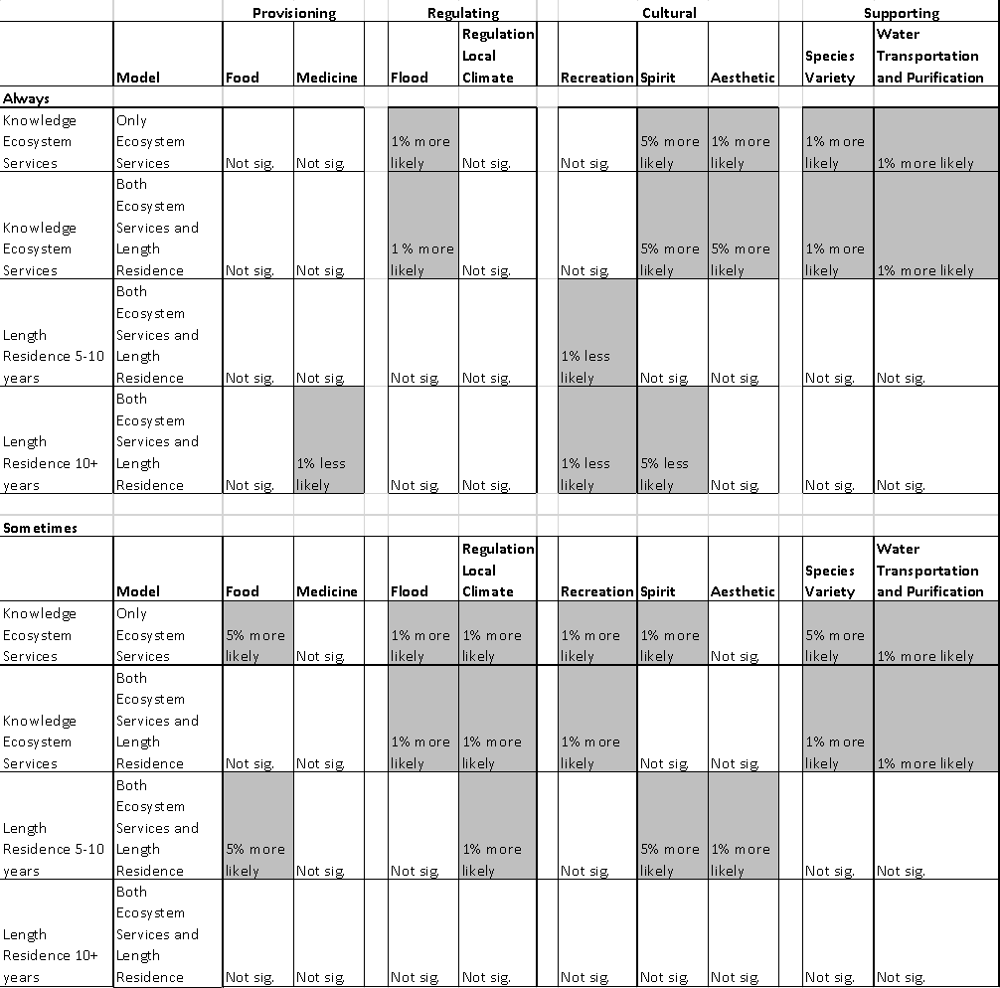 Provisioning Regulating Cultural Supporting
Model Food Medicine Flood Regulation Local Climate Recreation Spirit Aesthetic Species Variety Water Transportation and Purification
Always
Knowledge Ecosystem Services Only Ecosystem Services Not sig. Not sig. 1% more likely Not sig. Not sig. 5% more likely 1% more likely 1% more likely 1% more likely
Knowledge Ecosystem Services Both Ecosystem Services and Length Residence Not sig. Not sig. 1 % more likely Not sig. Not sig. 5% more likely 5% more likely 1% more likely 1% more likely
Length Residence 5-10 years Both Ecosystem Services and Length Residence Not sig. Not sig. Not sig. Not sig. 1% less likely Not sig. Not sig. Not sig. Not sig.
Length Residence 10+ years Both Ecosystem Services and Length Residence Not sig. 1% less likely Not sig. Not sig. 1% less likely 5% less likely Not sig. Not sig. Not sig.
Sometimes
Model Food Medicine Flood Regulation Local Climate Recreation Spirit Aesthetic Species Variety Water Transportation and Purification
Knowledge Ecosystem Services Only Ecosystem Services 5% more likely Not sig. 1% more likely 1% more likely 1% more likely 1% more likely Not sig. 5% more likely 1% more likely
Knowledge Ecosystem Services Both Ecosystem Services and Length Residence Not sig. Not sig. 1% more likely 1% more likely 1% more likely Not sig. Not sig. 1% more likely 1% more likely
Length Residence 5-10 years Both Ecosystem Services and Length Residence 5% more likely Not sig. Not sig. 1% more likely Not sig. 5% more likely 1% more likely Not sig. Not sig.
Length Residence 10+ years Both Ecosystem Services and Length Residence Not sig. Not sig. Not sig. Not sig. Not sig. Not sig. Not sig. Not sig. Not sig.